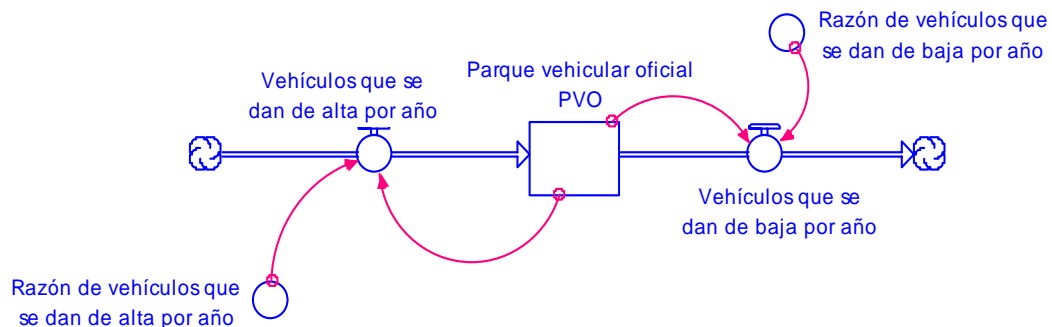 Razón de vehículos que
se dan de baja por año
Parque vehicular oficial
PVO
Vehículos que se
dan de alta por año
Vehículos que se
dan de baja por año
Razón de vehículos que
se dan de alta por año